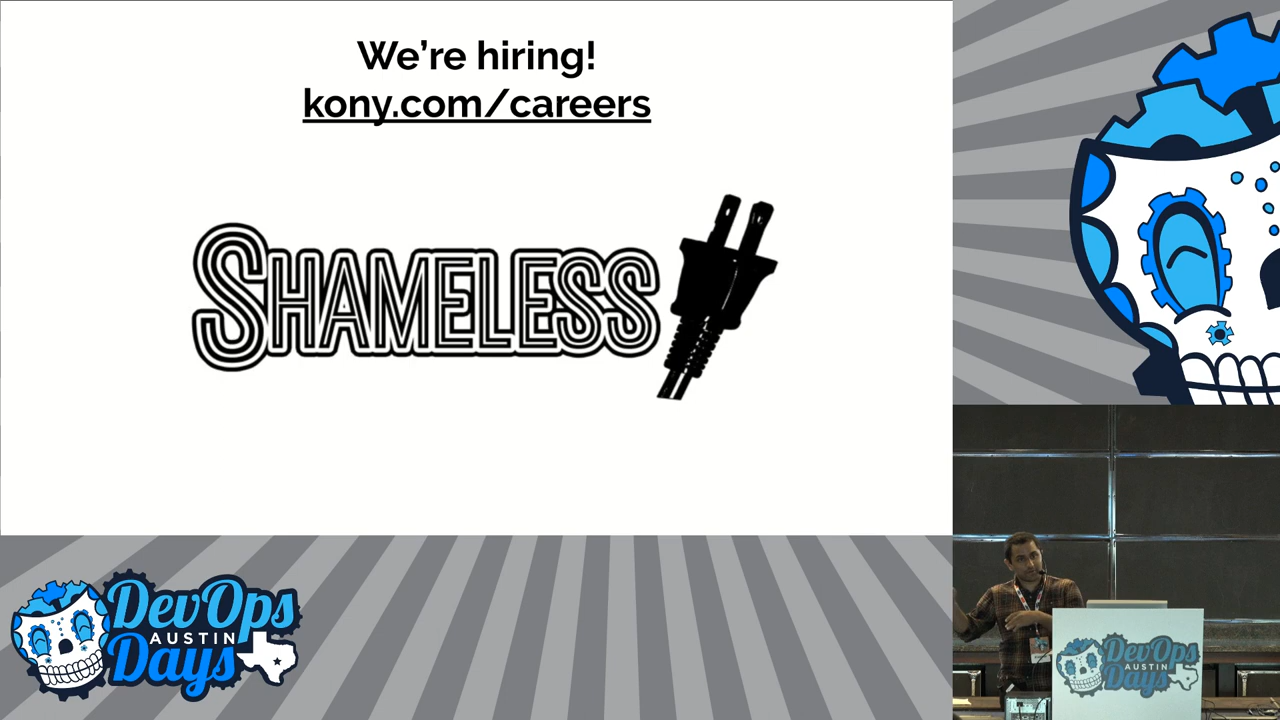 We're hiring!
kony.com/careers
SHAMELESS
DevOps
AUSTIN
Days
DevOps
AUSTIN
Days